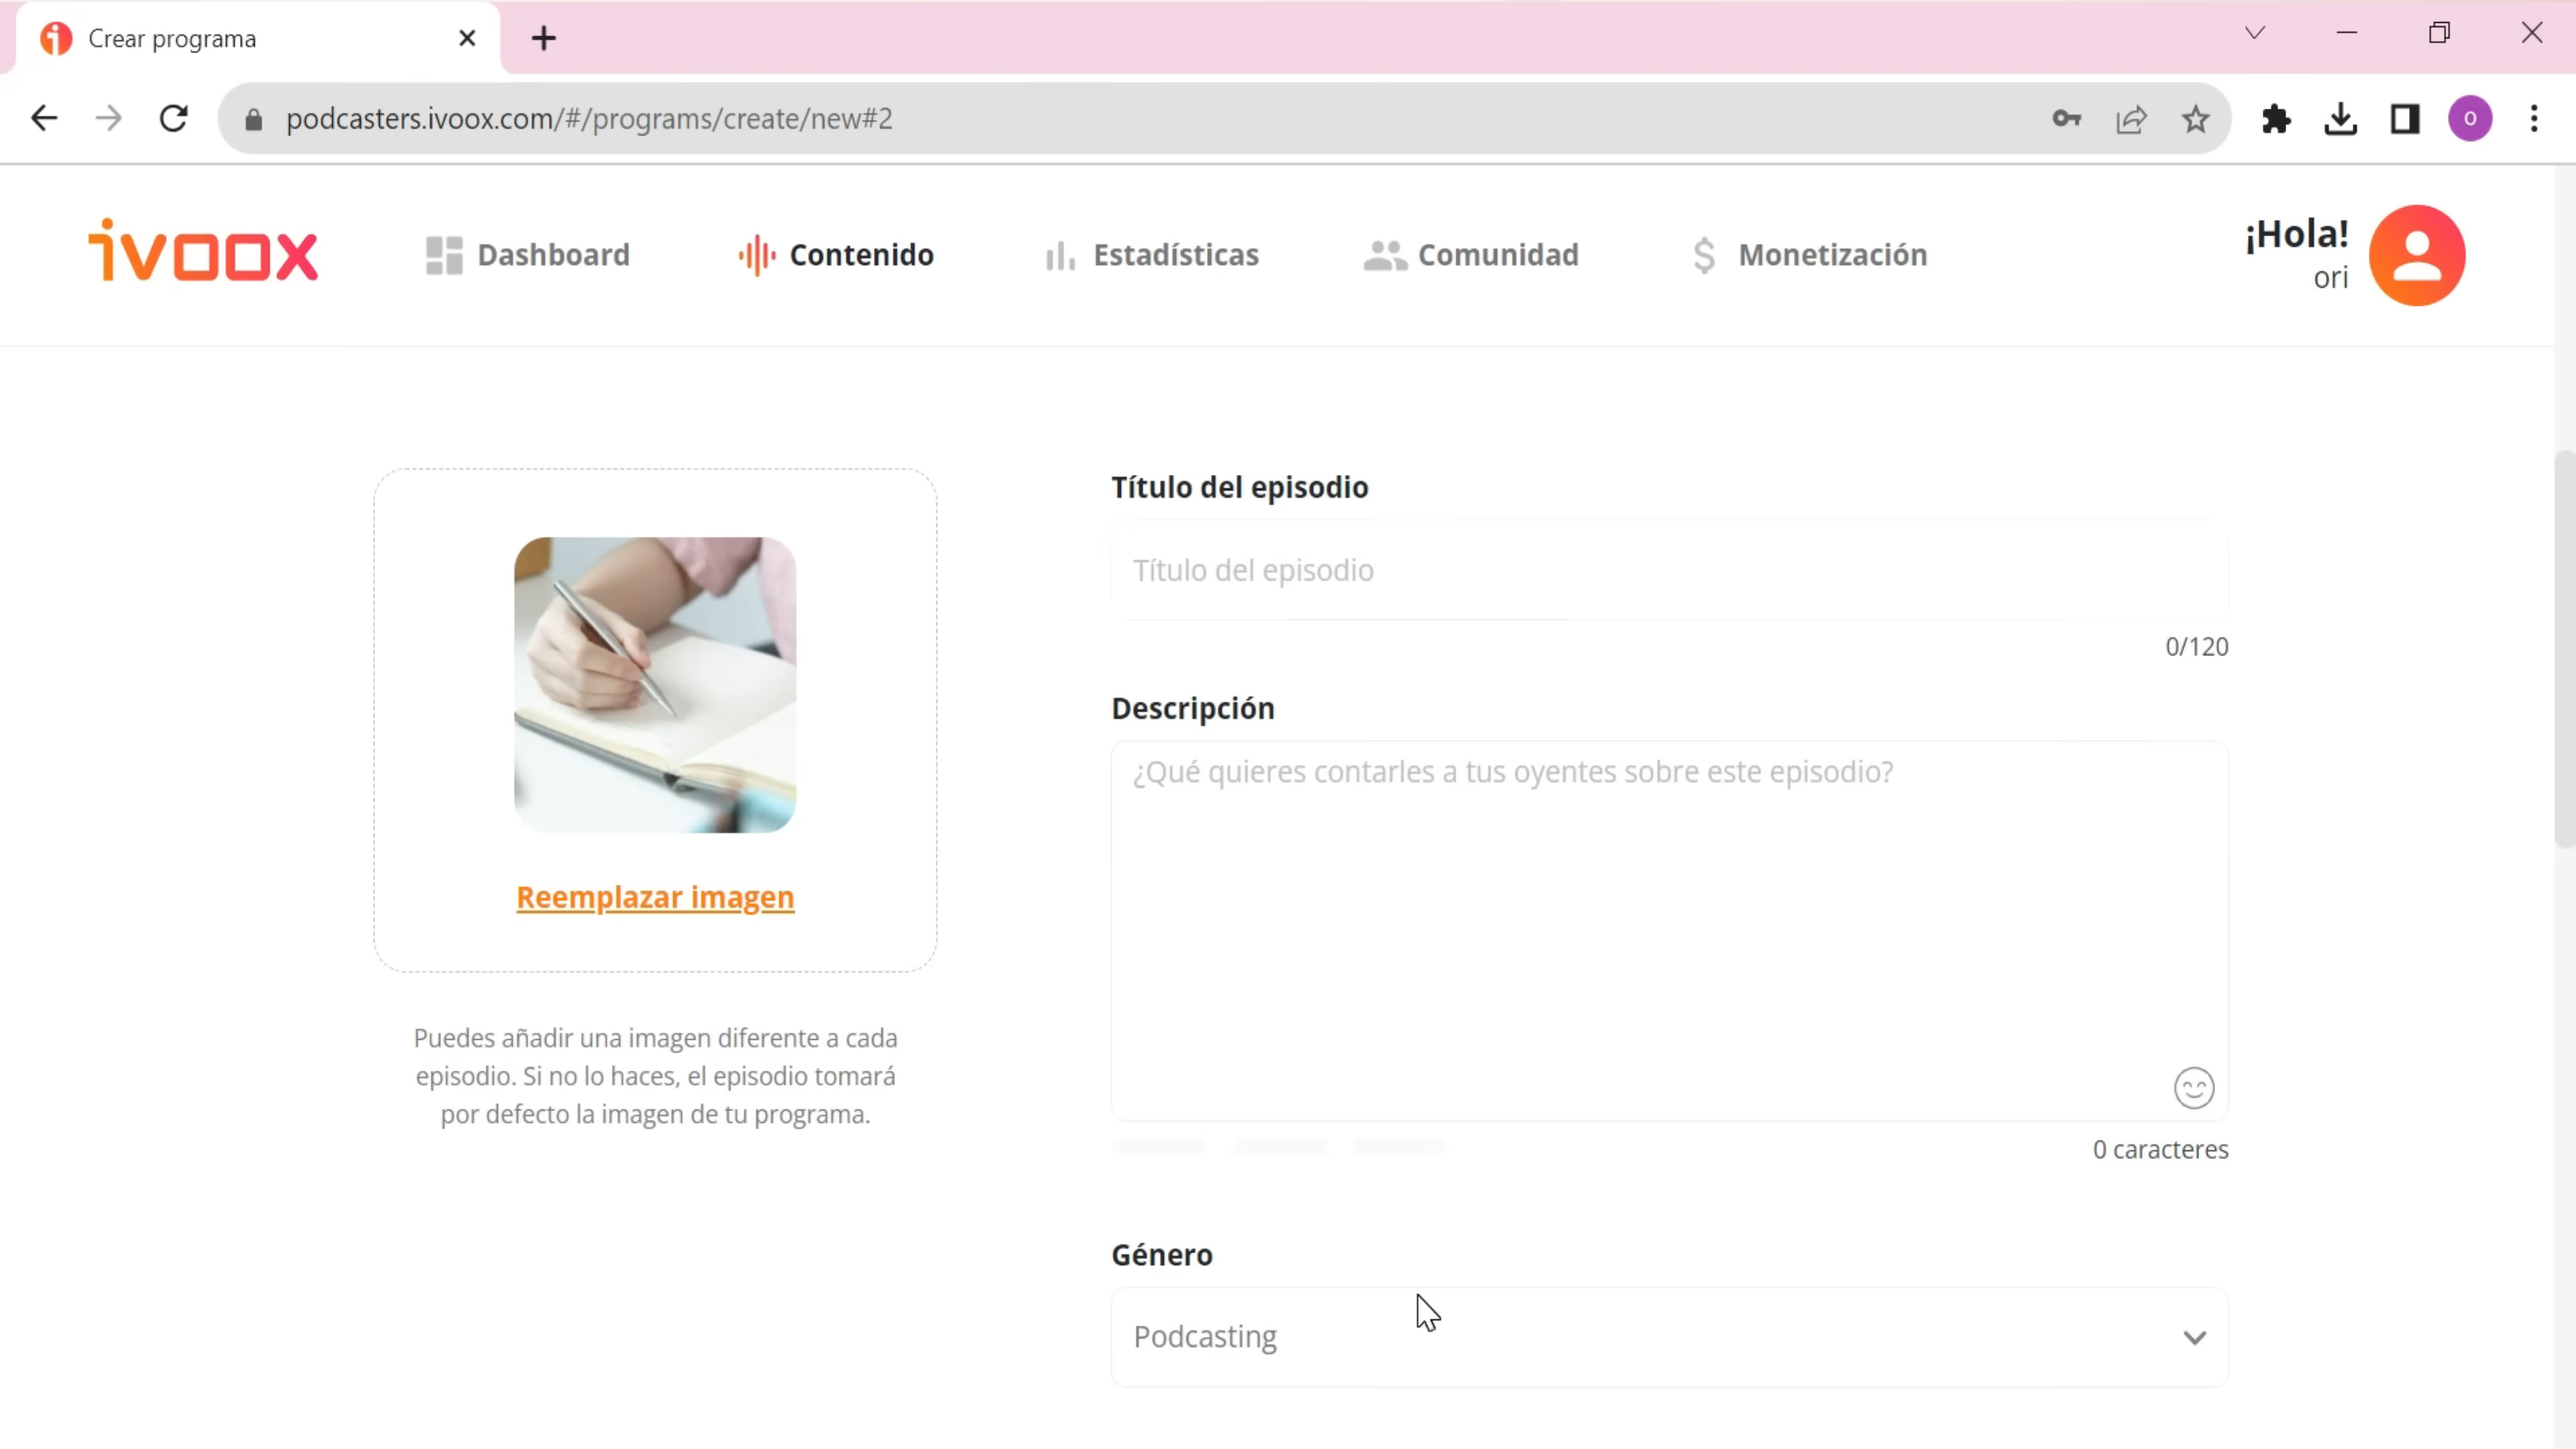 Crear programa
podcasters.ivoox.com/#/programs/create/new#2
O
ivoox
Dashboard
Contenido
Estadísticas
Comunidad
Monetización
¡Hola!
ori
Título del episodio
Título del episodio
0/120
Descripción
¿Qué quieres contarles a tus oyentes sobre este episodio?
Reemplazar imagen
Puedes añadir una imagen diferente a cada
episodio. Si no lo haces, el episodio tomará
por defecto la imagen de tu programa.
0 caracteres
Género
Podcasting